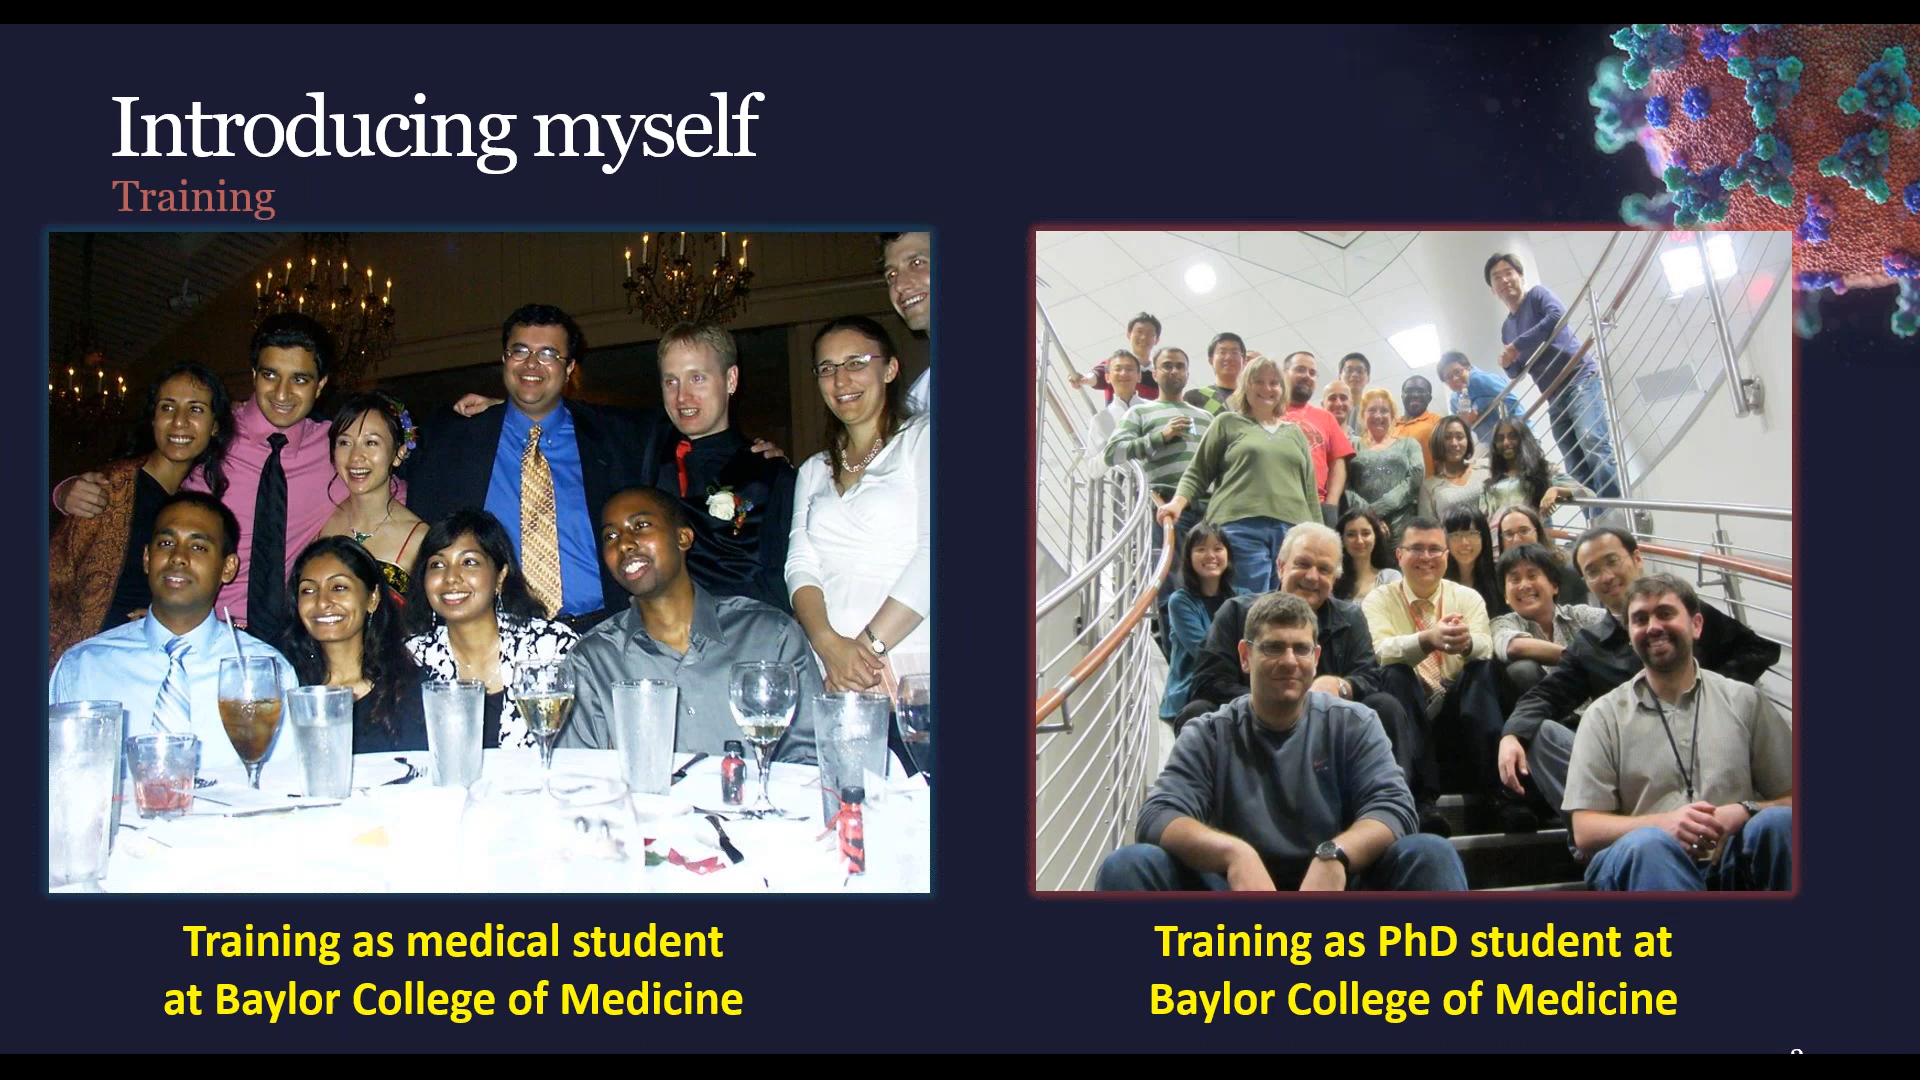 Introducing myself
Training
Training as medical student
at Baylor College of Medicine
Training as PhD student at
Baylor College of Medicine